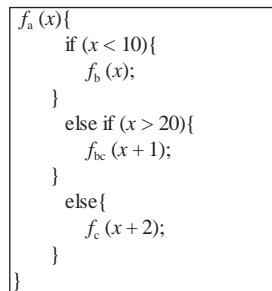 fa (x){
if (x < 10){
fb (x);
}
else if (x > 20){
fbc (x + 1);
}
else{
fc (x + 2);
}
}